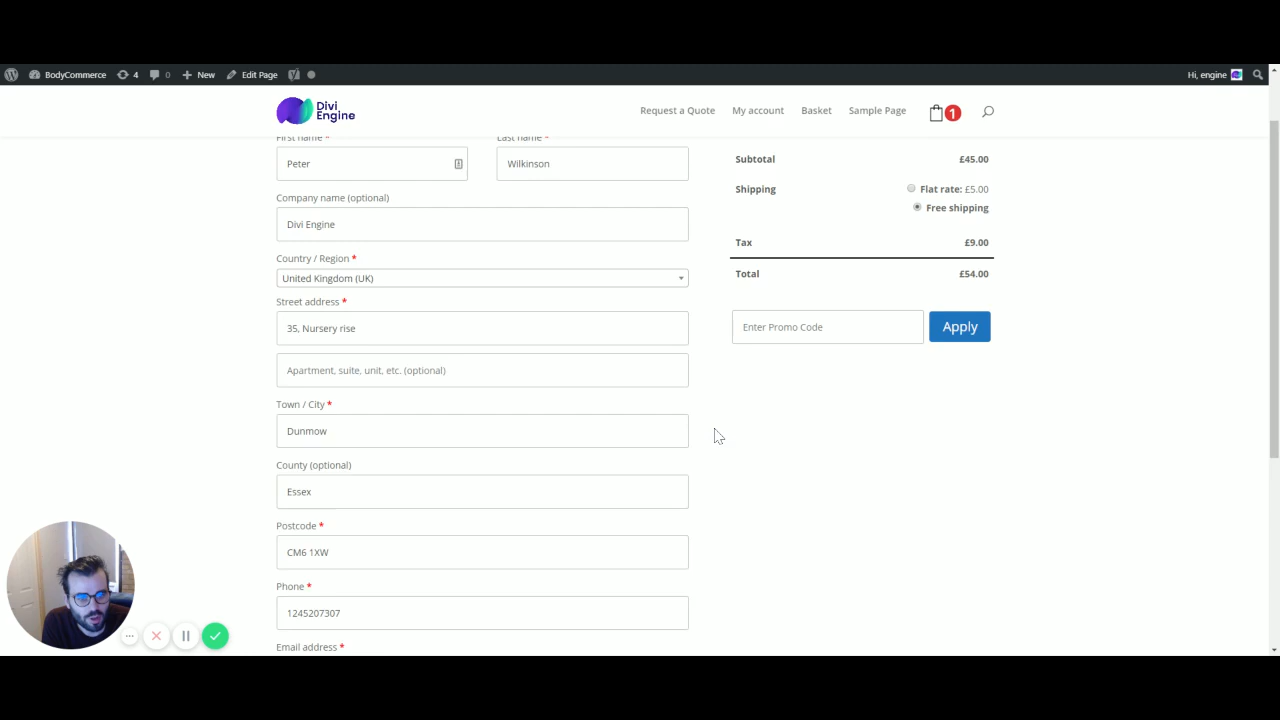 BodyCommerce 4 0 New Edit Page Hi, engine
Divi Engine
Request a Quote My account Basket Sample Page 1
First name * Last name *
Peter Wilkinson
Company name (optional)
Divi Engine
Country / Region *
United Kingdom (UK)
Street address *
35, Nursery rise
Apartment, suite, unit, etc. (optional)
Town / City *
Dunmow
County (optional)
Essex
Postcode *
CM6 1XW
Phone *
1245207307
Email address *
Subtotal £45.00
Shipping Flat rate: £5.00
Free shipping
Tax £9.00
Total £54.00
Enter Promo Code Apply